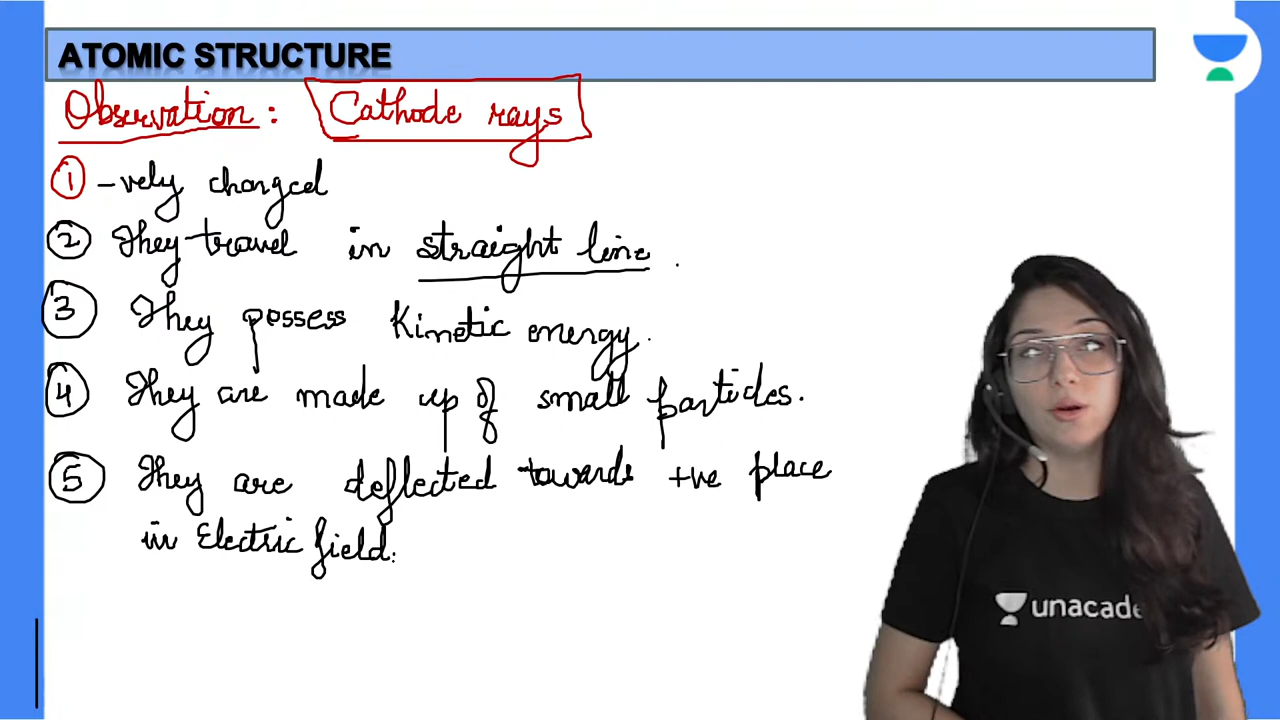 ATOMIC STRUCTURE
Observation : Cathode rays
1 -vely charged
2 They travel in straight line .
3 They possess Kinetic energy.
4 They are made up of small particles.
5 They are deflected towards +ve place
in Electric field.
unacade